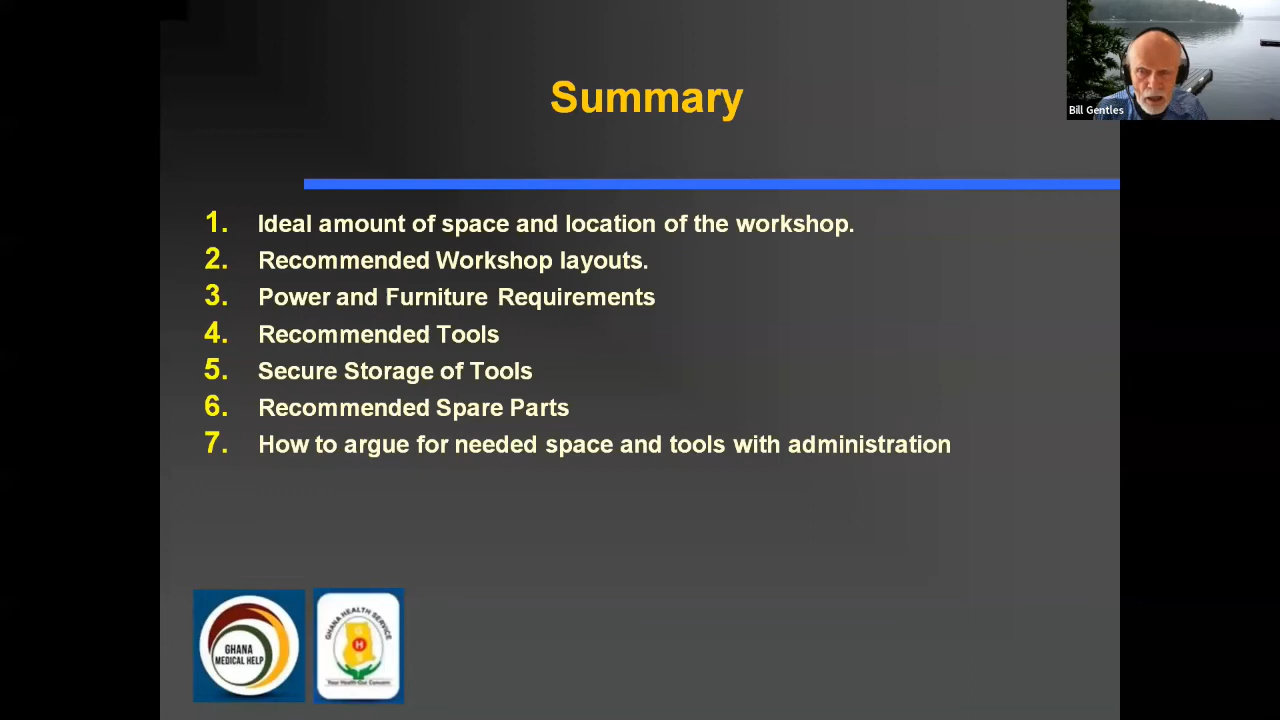 Summary
Bill Gentles
1. Ideal amount of space and location of the workshop.
2. Recommended Workshop layouts.
3. Power and Furniture Requirements
4. Recommended Tools
5. Secure Storage of Tools
6. Recommended Spare Parts
7. How to argue for needed space and tools with administration
GHANA
MEDICAL HELP
GHANA HEALTH SERVICE
H
Your Health-Our Concern